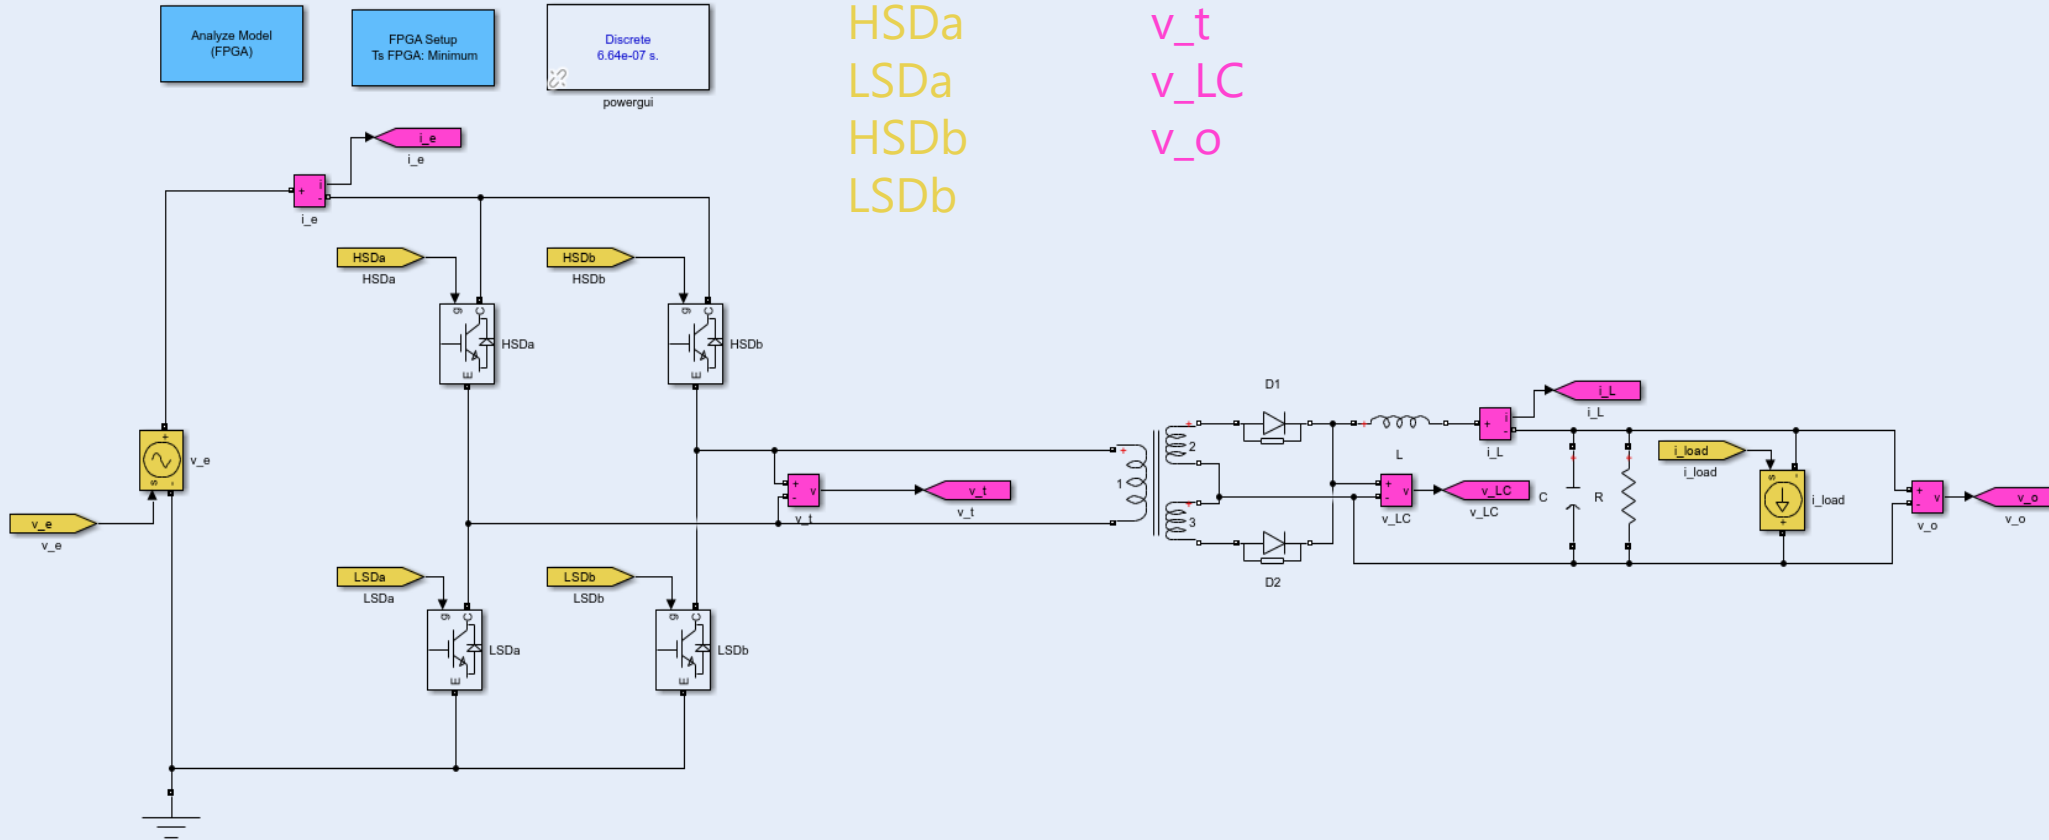 Analyze Model
(FPGA)
FPGA Setup
Ts FPGA: Minimum
Discrete
6.64e-07 s.
powergui
HSDa
LSDa
HSDb
LSDb
v_t
v_LC
v_o
i_e
i_e
+
i
-
i_e
HSDa
HSDa
HSDb
HSDb
g
C
E
HSDa
g
C
E
HSDb
+
s
-
v_e
v_e
v_e
+
-
v
v_t
v_t
v_t
LSDa
LSDa
LSDb
LSDb
g
C
E
LSDa
g
C
E
LSDb
+
1
+
2
+
3
D1
D2
+
L
+
i
-
i_L
i_L
i_L
+
-
v
v_LC
v_LC
v_LC
+
C
+
R
i_load
i_load
s
-
+
i_load
+
-
v
v_o
v_o
v_o